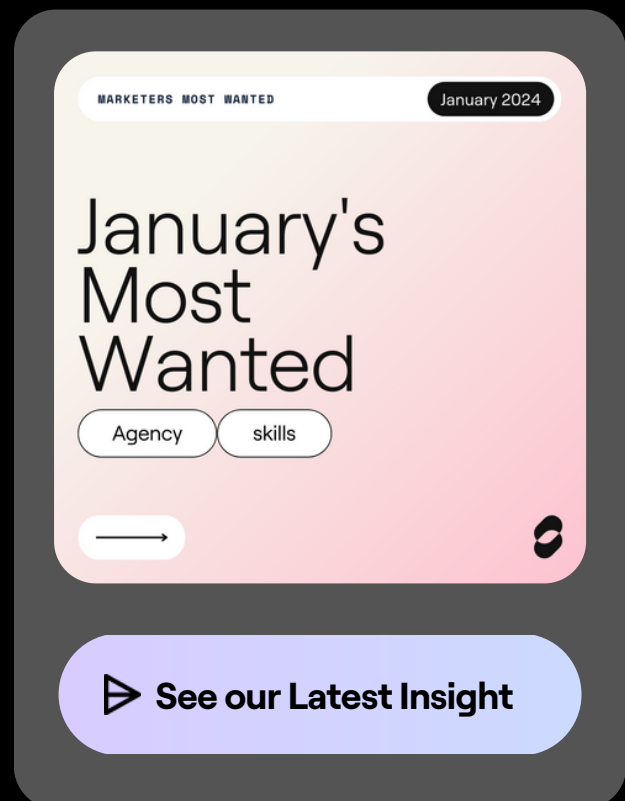 MARKETERS MOST WANTED
January 2024
January's
Most
Wanted
Agency
skills
See our Latest Insight